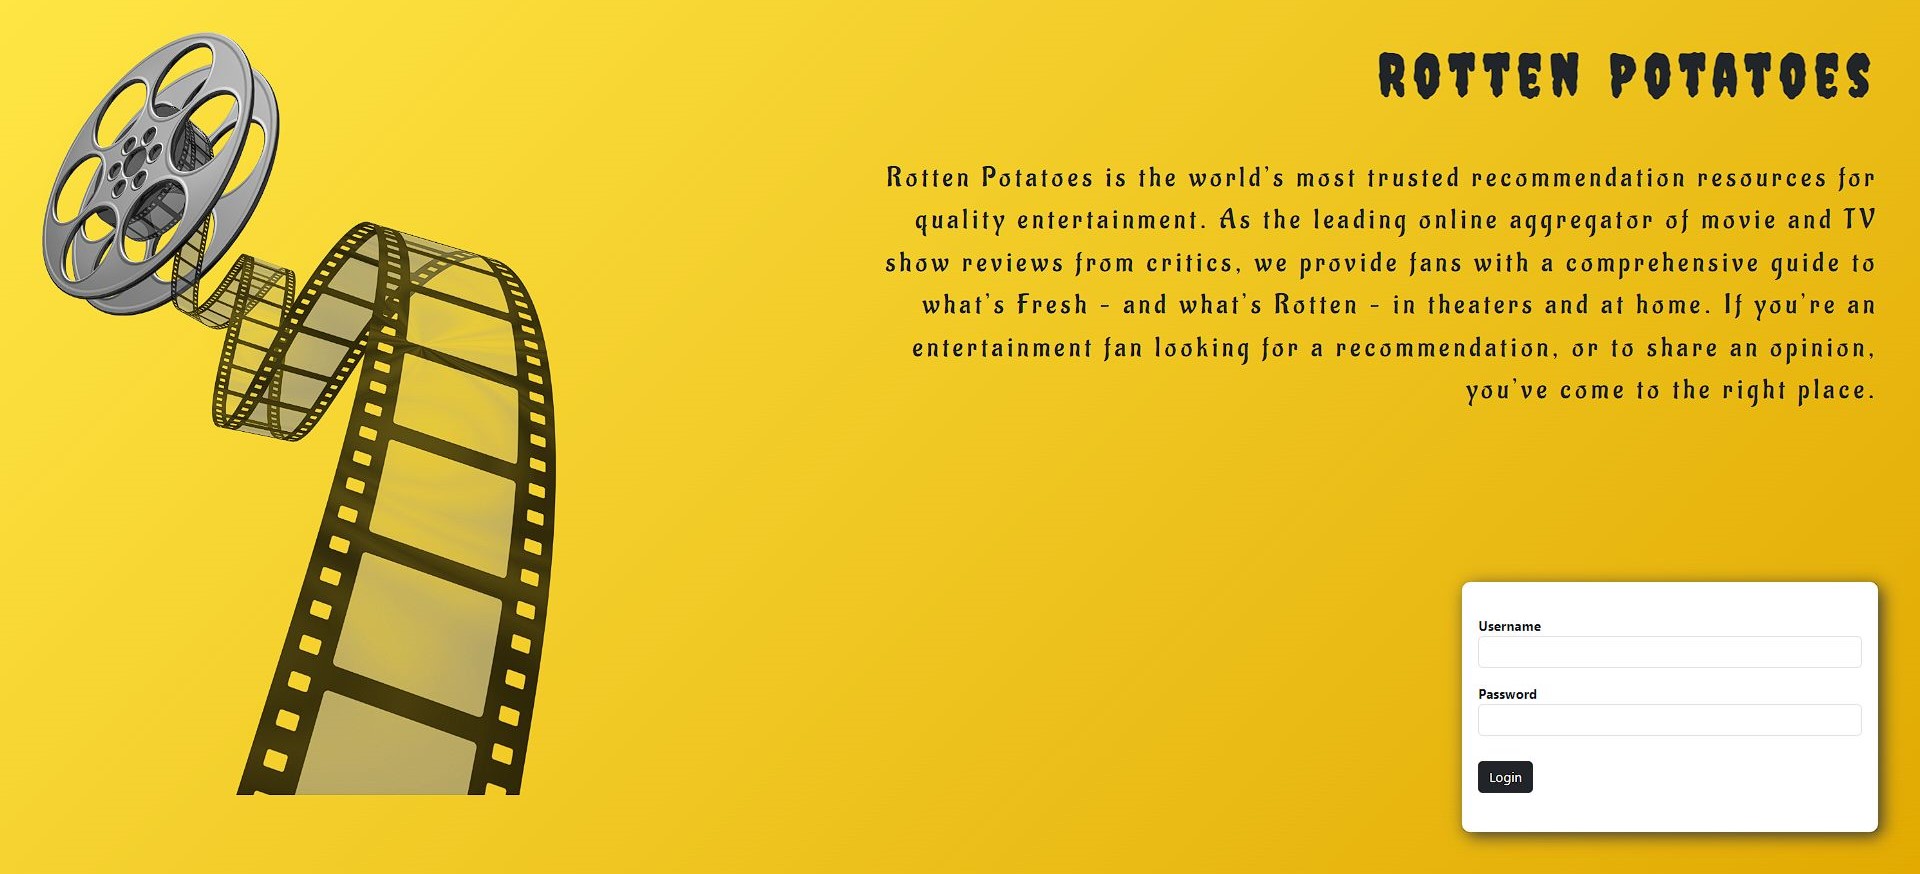 ROTTEN POTATOES
Rotten Potatoes is the world's most trusted recommendation resources for
quality entertainment. As the leading online aggregator of movie and TV
show reviews from critics, we provide fans with a comprehensive guide to
what's Fresh - and what's Rotten - in theaters and at home. If you're an
entertainment fan looking for a recommendation, or to share an opinion,
you've come to the right place.
Username
Password
Login